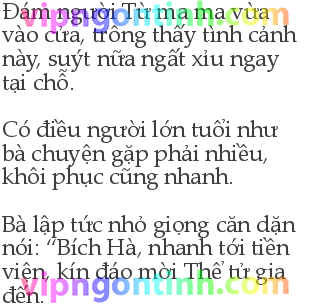 Đám người Từ ma ma vừa
vào cửa, trông thấy tình cảnh
này, suýt nữa ngất xỉu ngay
tại chỗ.
Có điều người lớn tuổi như
bà chuyện gặp phải nhiều,
khôi phục cũng nhanh.
Bà lập tức nhỏ giọng căn dặn
nói: “Bích Hà, nhanh tới tiền
viện, kín đáo mời Thể tử gia
đến.
vipngontinh.com
vipngontinh.com